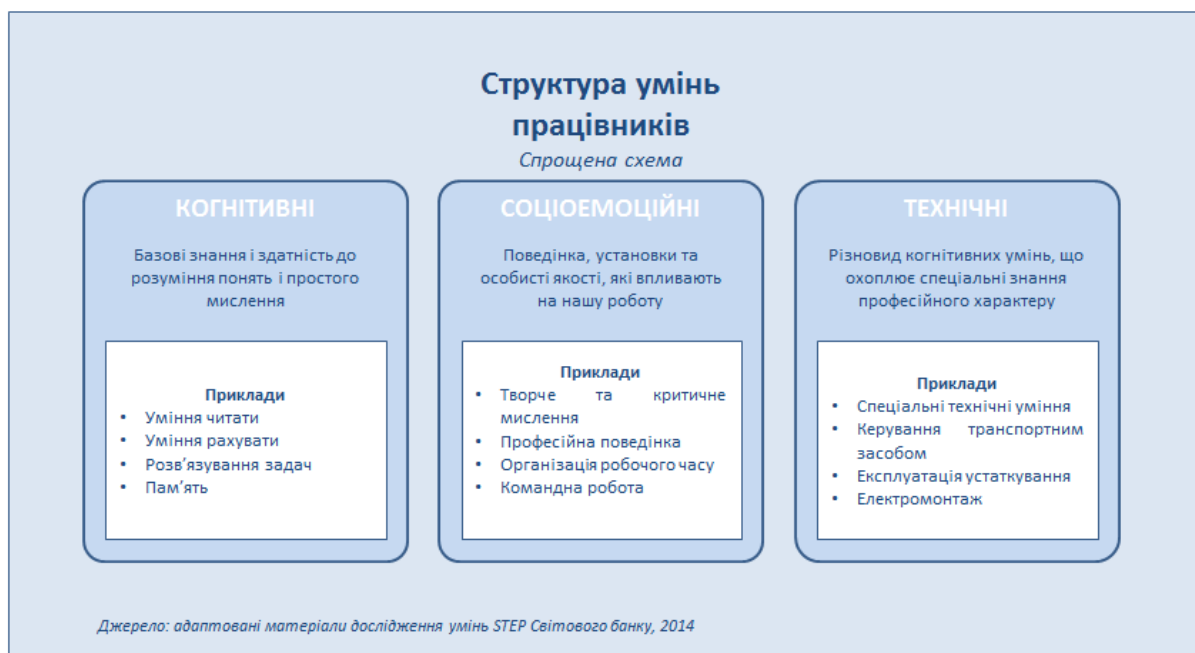 Структура умінь
працівників
Спрощена схема
КОГНІТИВНІ
Базові знання і здатність до
розуміння понять і простого
мислення
Приклади
• Уміння читати
• Уміння рахувати
• Розв’язування задач
• Пам’ять
СОЦІОЕМОЦІЙНІ
Поведінка, установки та
особисті якості, які впливають
на нашу роботу
Приклади
• Творче та критичне
мислення
• Професійна поведінка
• Організація робочого часу
• Командна робота
ТЕХНІЧНІ
Різновид когнітивних умінь, що
охоплює спеціальні знання
професійного характеру
Приклади
• Спеціальні технічні уміння
• Керування транспортним
засобом
• Експлуатація устаткування
• Електромонтаж
Джерело: адаптовані матеріали дослідження умінь STEP Світового банку, 2014